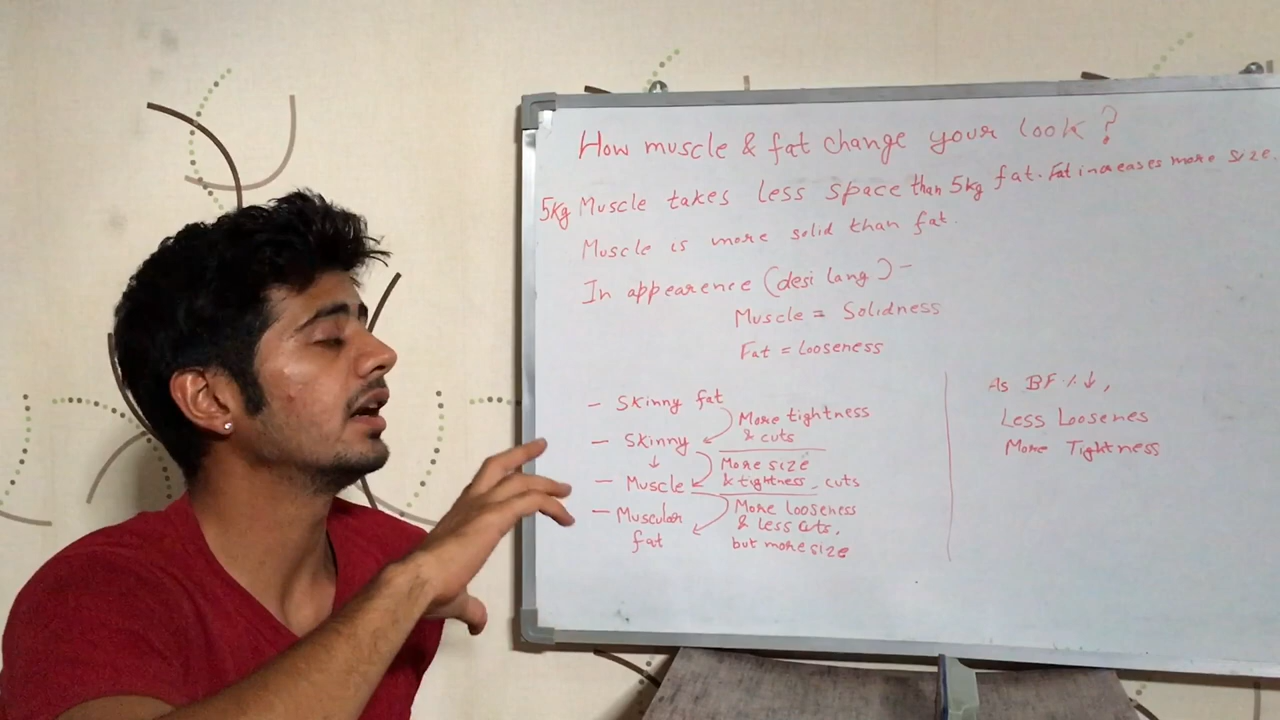 How muscle & fat change your look?
5kg Muscle takes less space than 5kg fat. Fat increases more size.
Muscle is more solid than fat.
In appearence (desi lang) -
Muscle = Solidness
Fat = Looseness
- Skinny fat
More tightness
& cuts
- Skinny
↓
More size
& tightness, cuts
- Muscle
More looseness
& less cuts,
but more size
- Muscular
fat
As BF % ↓,
Less Loosenes
More Tightness